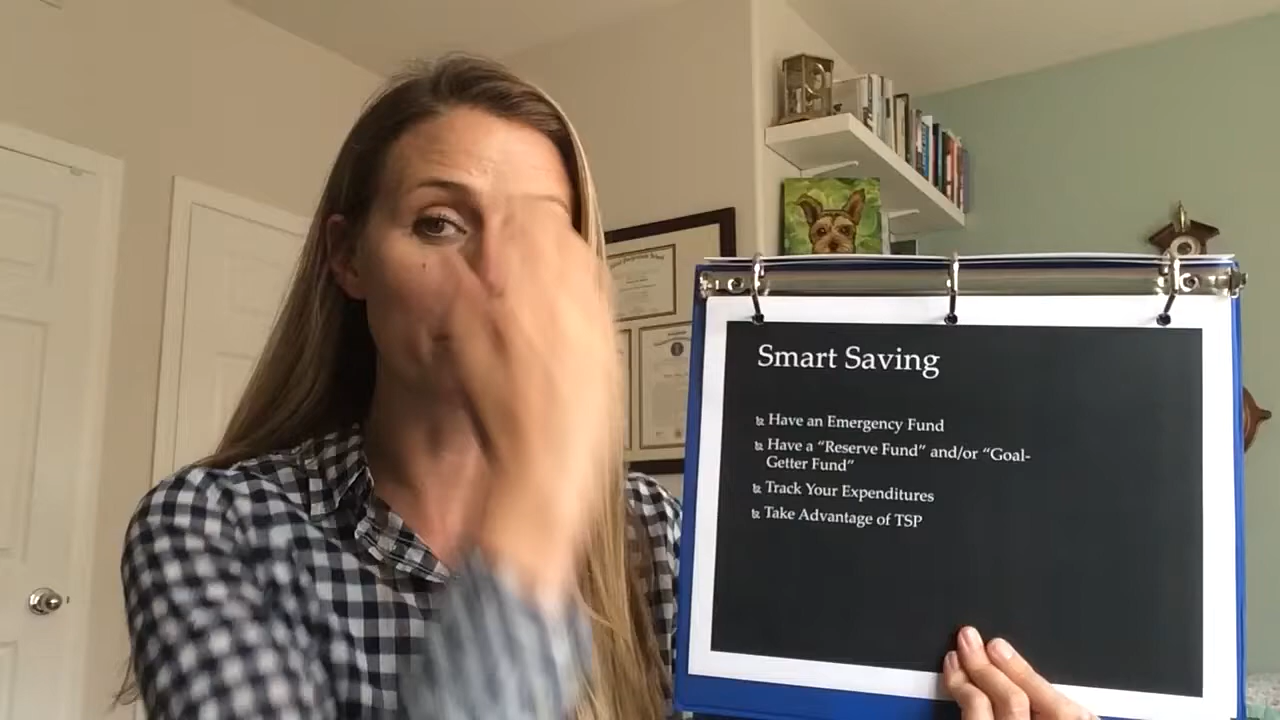 Smart Saving
Have an Emergency Fund
Have a “Reserve Fund” and/or “Goal-
Getter Fund”
Track Your Expenditures
Take Advantage of TSP